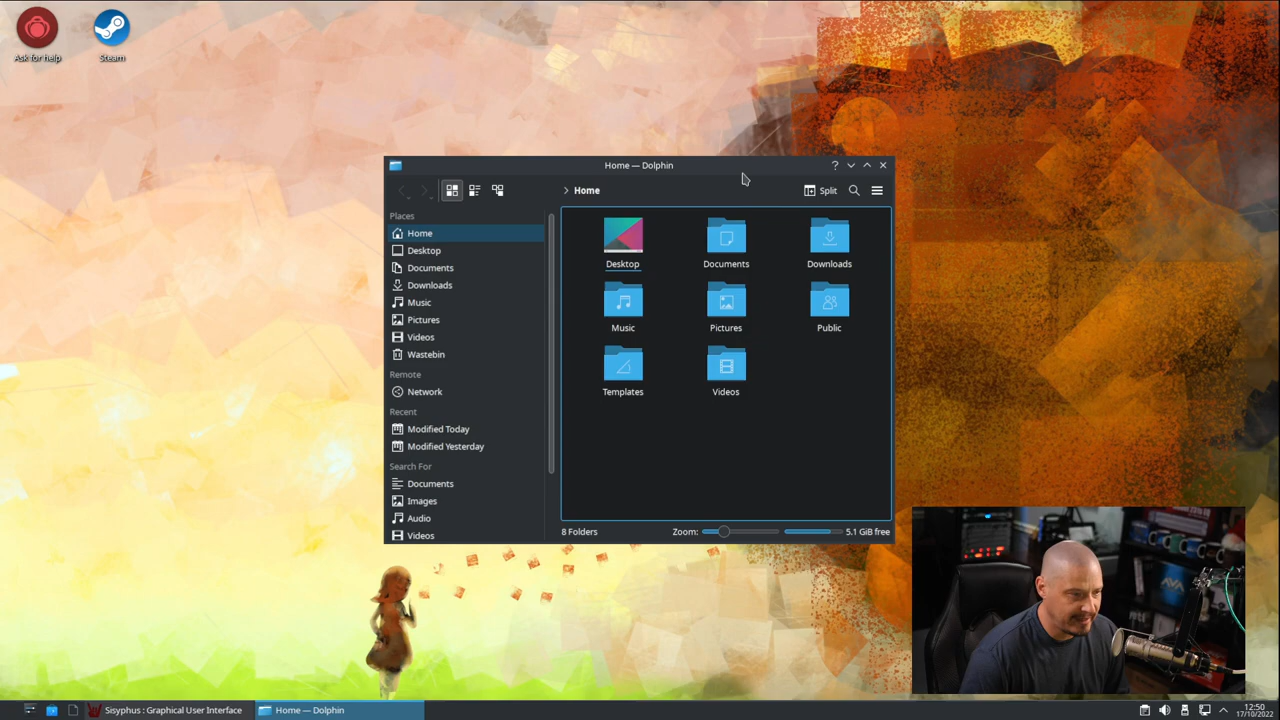 Ask for help
Steam
Home — Dolphin
Home
Split
Places
Home
Desktop
Documents
Downloads
Music
Pictures
Videos
Wastebin
Remote
Network
Recent
Modified Today
Modified Yesterday
Search For
Documents
Images
Audio
Videos
Desktop
Documents
Downloads
Music
Pictures
Public
Templates
Videos
8 Folders
Zoom:
5.1 GiB free
Sisyphus : Graphical User Interface
Home — Dolphin
12:50
17/10/2022